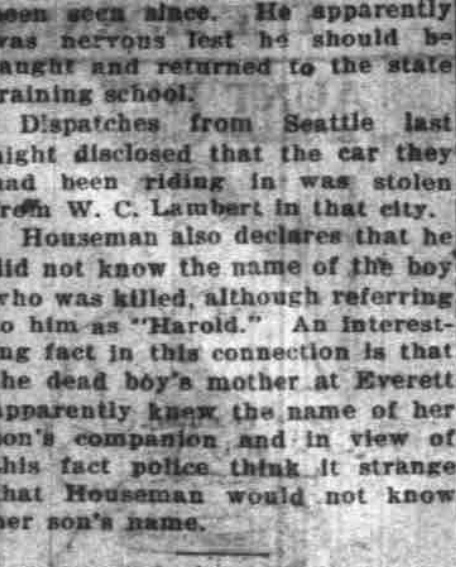 een seen since. He apparently
was nervous lest he should be
aught and returned to the state
raining school.
Dispatches from Seattle last
night disclosed that the car they
had been riding in was stolen
from W. C. Lambert in that city.
Houseman also declares that he
did not know the name of the boy
who was killed, although referring
to him as "Harold." An interest-
ng fact in this connection is that
the dead boy's mother at Everett
apparently knew the name of her
son's companion and in view of
this fact police think it strange
that Houseman would not know
her son's name.